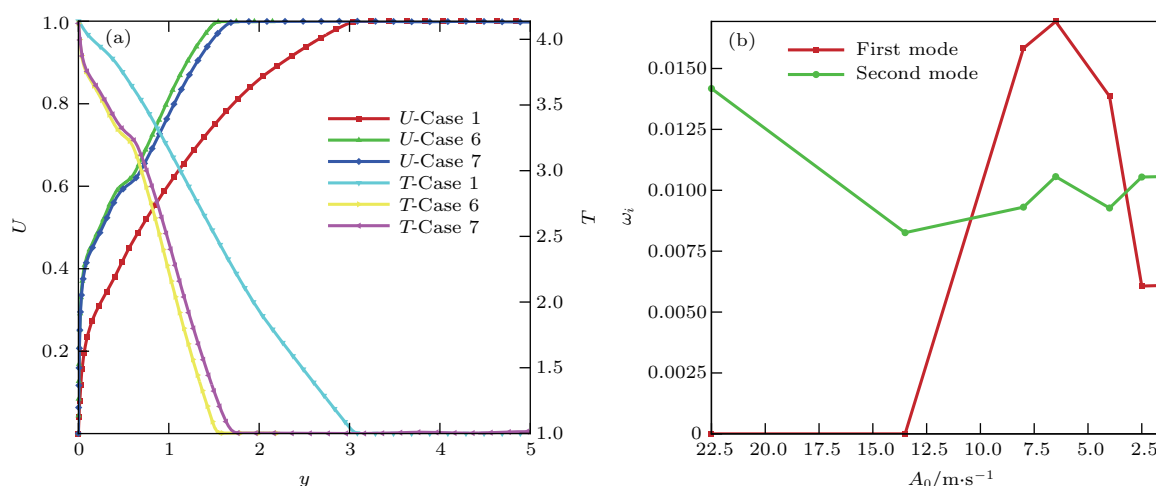 (a)
1.0
0.8
0.6
0.4
0.2
U
0
1
2
3
4
5
y
4.0
3.5
3.0
2.5
2.0
1.5
1.0
T
U-Case 1
U-Case 6
U-Case 7
T-Case 1
T-Case 6
T-Case 7
(b)
First mode
Second mode
0.0150
0.0125
0.0100
0.0075
0.0050
0.0025
0
ωi
22.5 20.0 17.5 15.0 12.5 10.0 7.5 5.0 2.5
A0/m·s−1